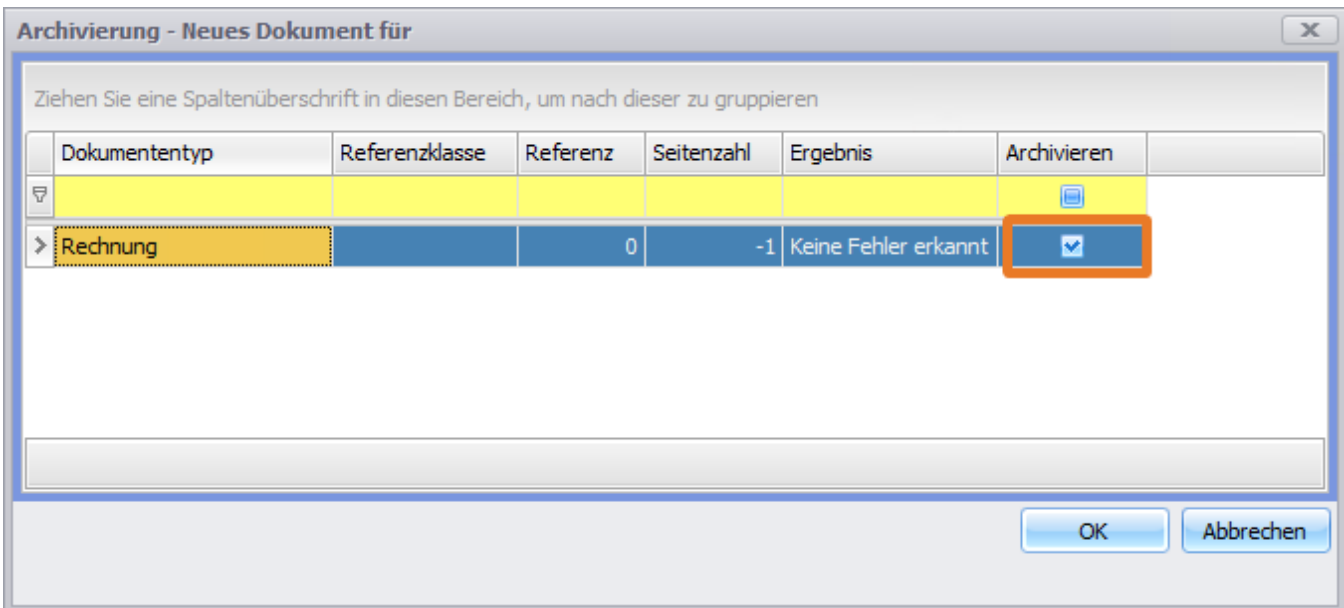 Archivierung - Neues Dokument für
Ziehen Sie eine Spaltenüberschrift in diesen Bereich, um nach dieser zu gruppieren
Dokumententyp Referenzklasse Referenz Seitenzahl Ergebnis Archivieren
Rechnung 0 -1 Keine Fehler erkannt
OK Abbrechen